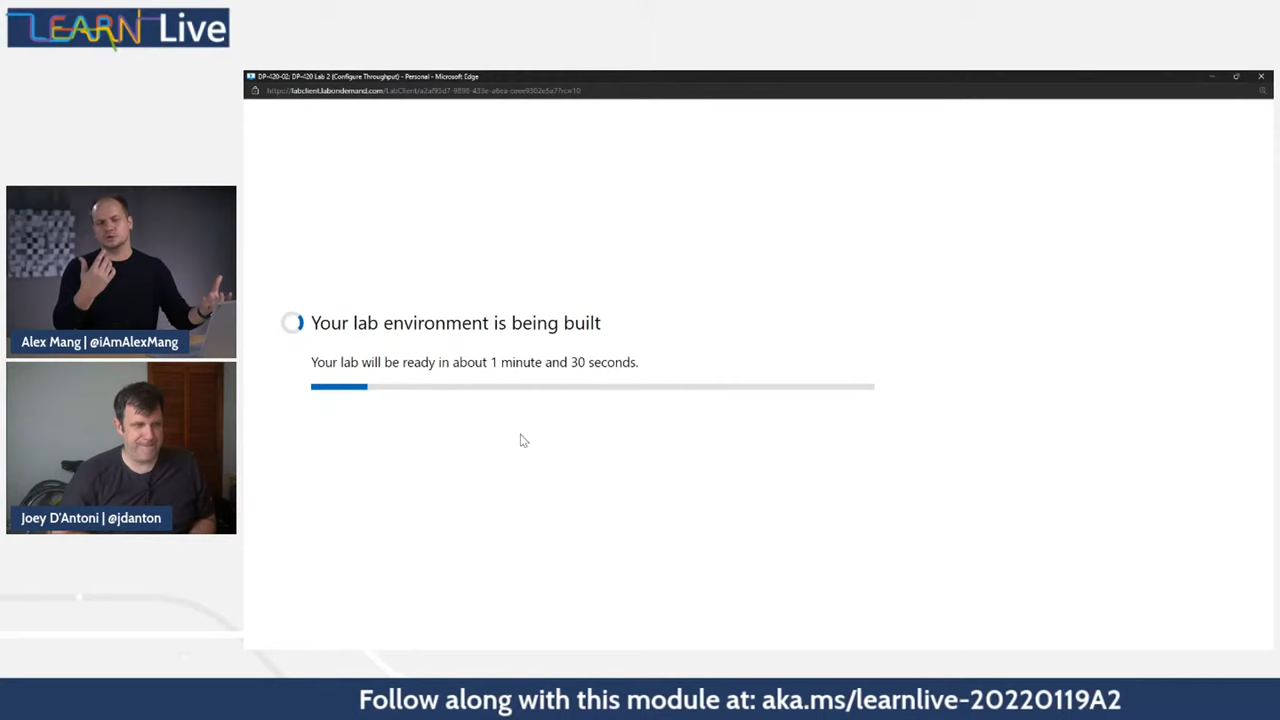 LEARN Live
DP-420-02: DP-420 Lab 2 (Configure Throughput) - Personal - Microsoft Edge
Your lab environment is being built
Your lab will be ready in about 1 minute and 30 seconds.
Alex Mang | @iAmAlexMang
Joey D'Antoni | @jdanton
Follow along with this module at: aka.ms/learnlive-20220119A2